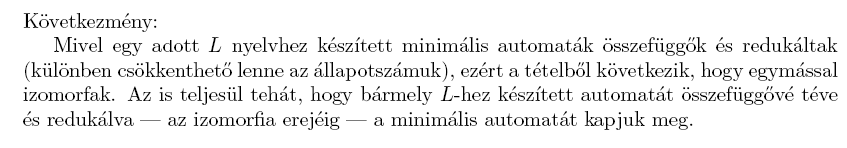 Következmény:
Mivel egy adott L nyelvhez készített minimális automaták összefüggők és redukáltak
(különben csökkenthető lenne az állapotszámuk), ezért a tételből következik, hogy egymással
izomorfak. Az is teljesül tehát, hogy bármely L-hez készített automatát összefüggővé téve
és redukálva — az izomorfia erejéig — a minimális automatát kapjuk meg.